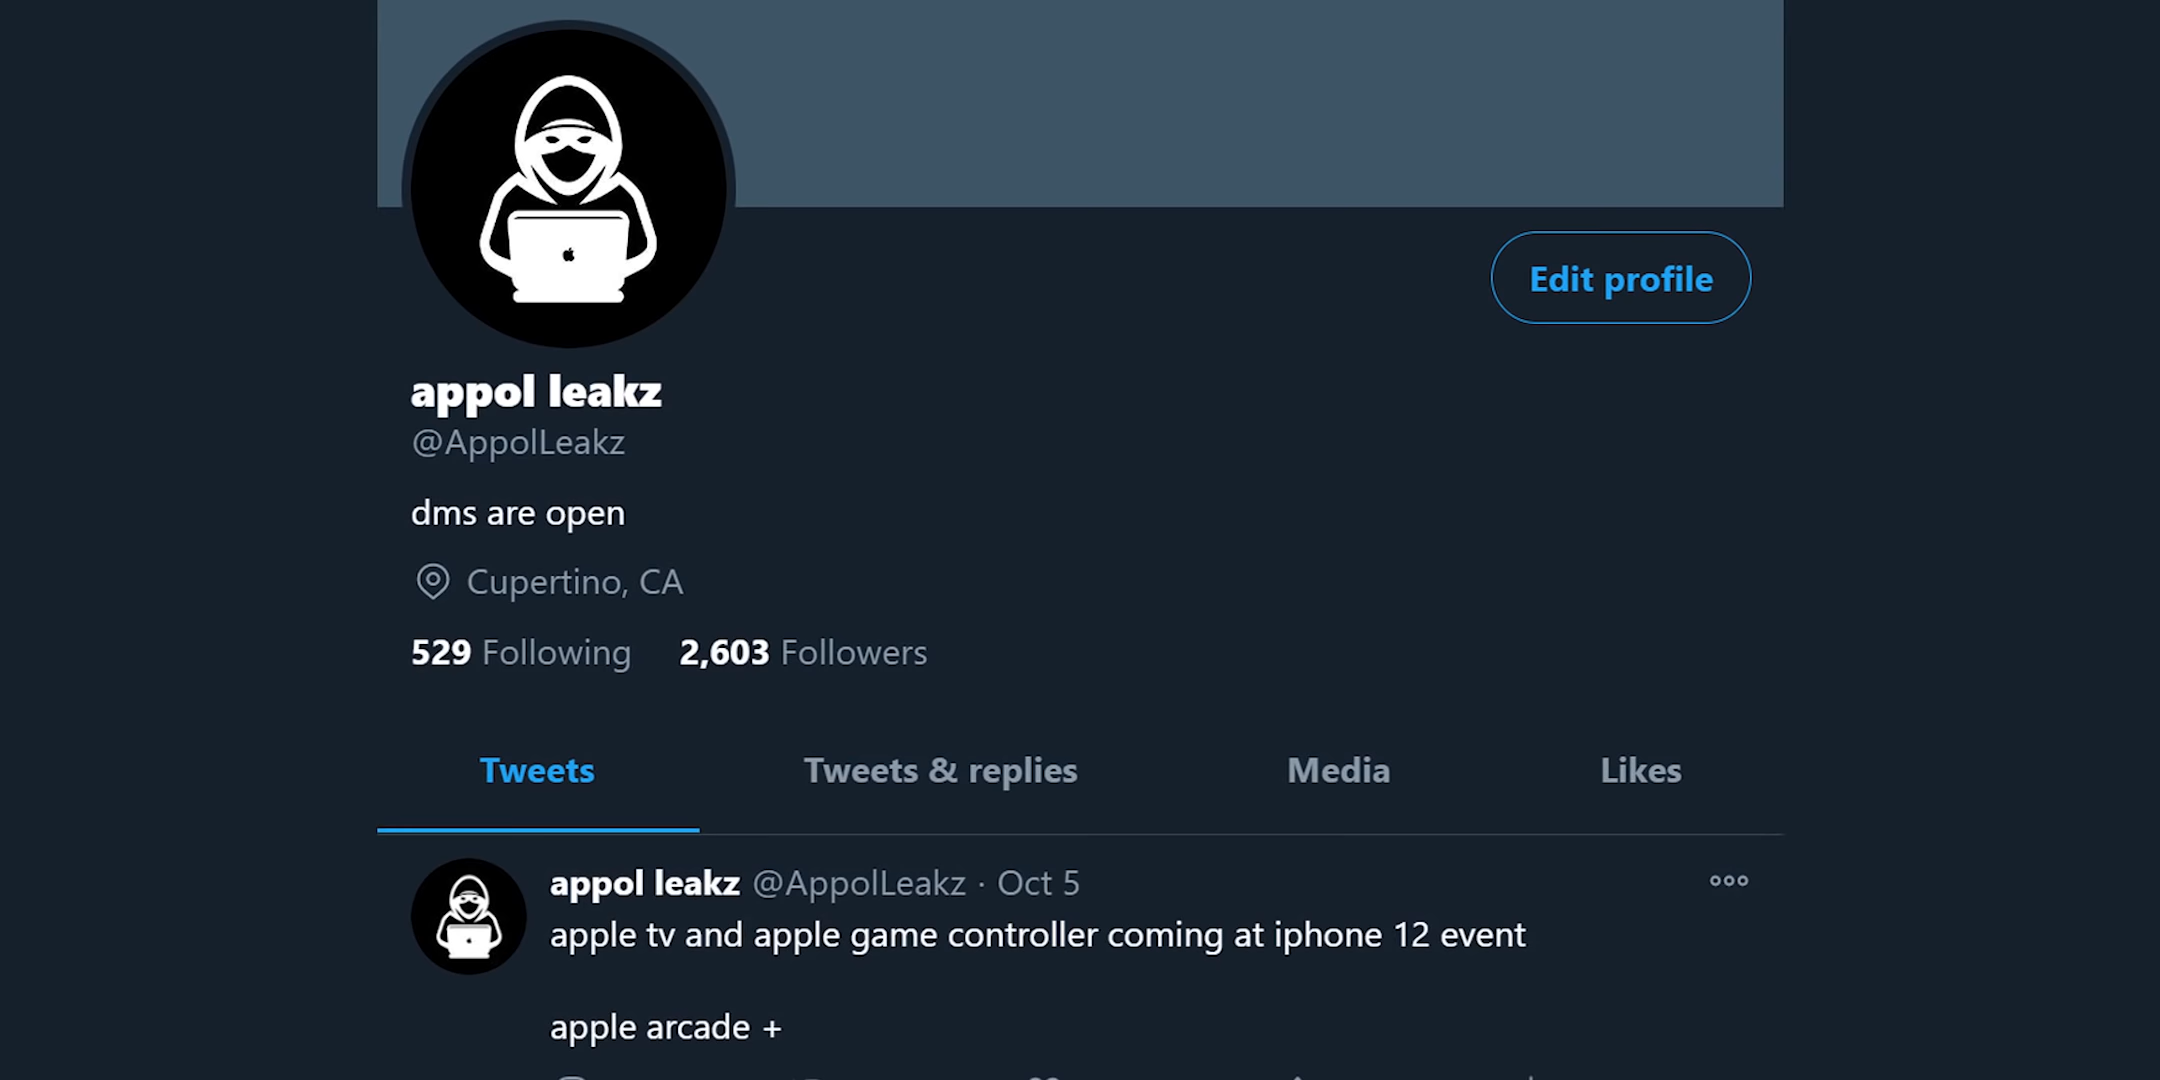 Edit profile
appol leakz
@AppolLeakz
dms are open
Cupertino, CA
529 Following 2,603 Followers
Tweets Tweets & replies Media Likes
appol leakz @AppolLeakz · Oct 5
apple tv and apple game controller coming at iphone 12 event
apple arcade +